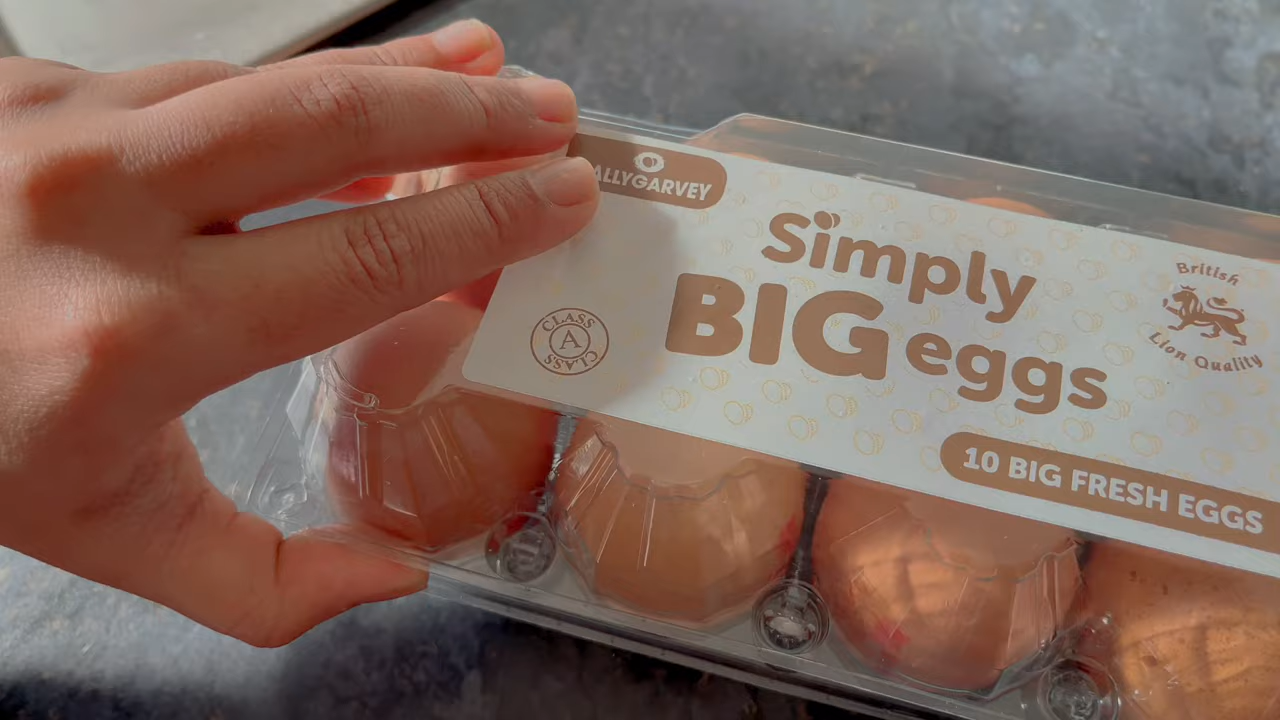 ALLYGARVEY
Simply
BIG eggs
CLASS
A
CLASS
British
Lion Quality
10 BIG FRESH EGGS